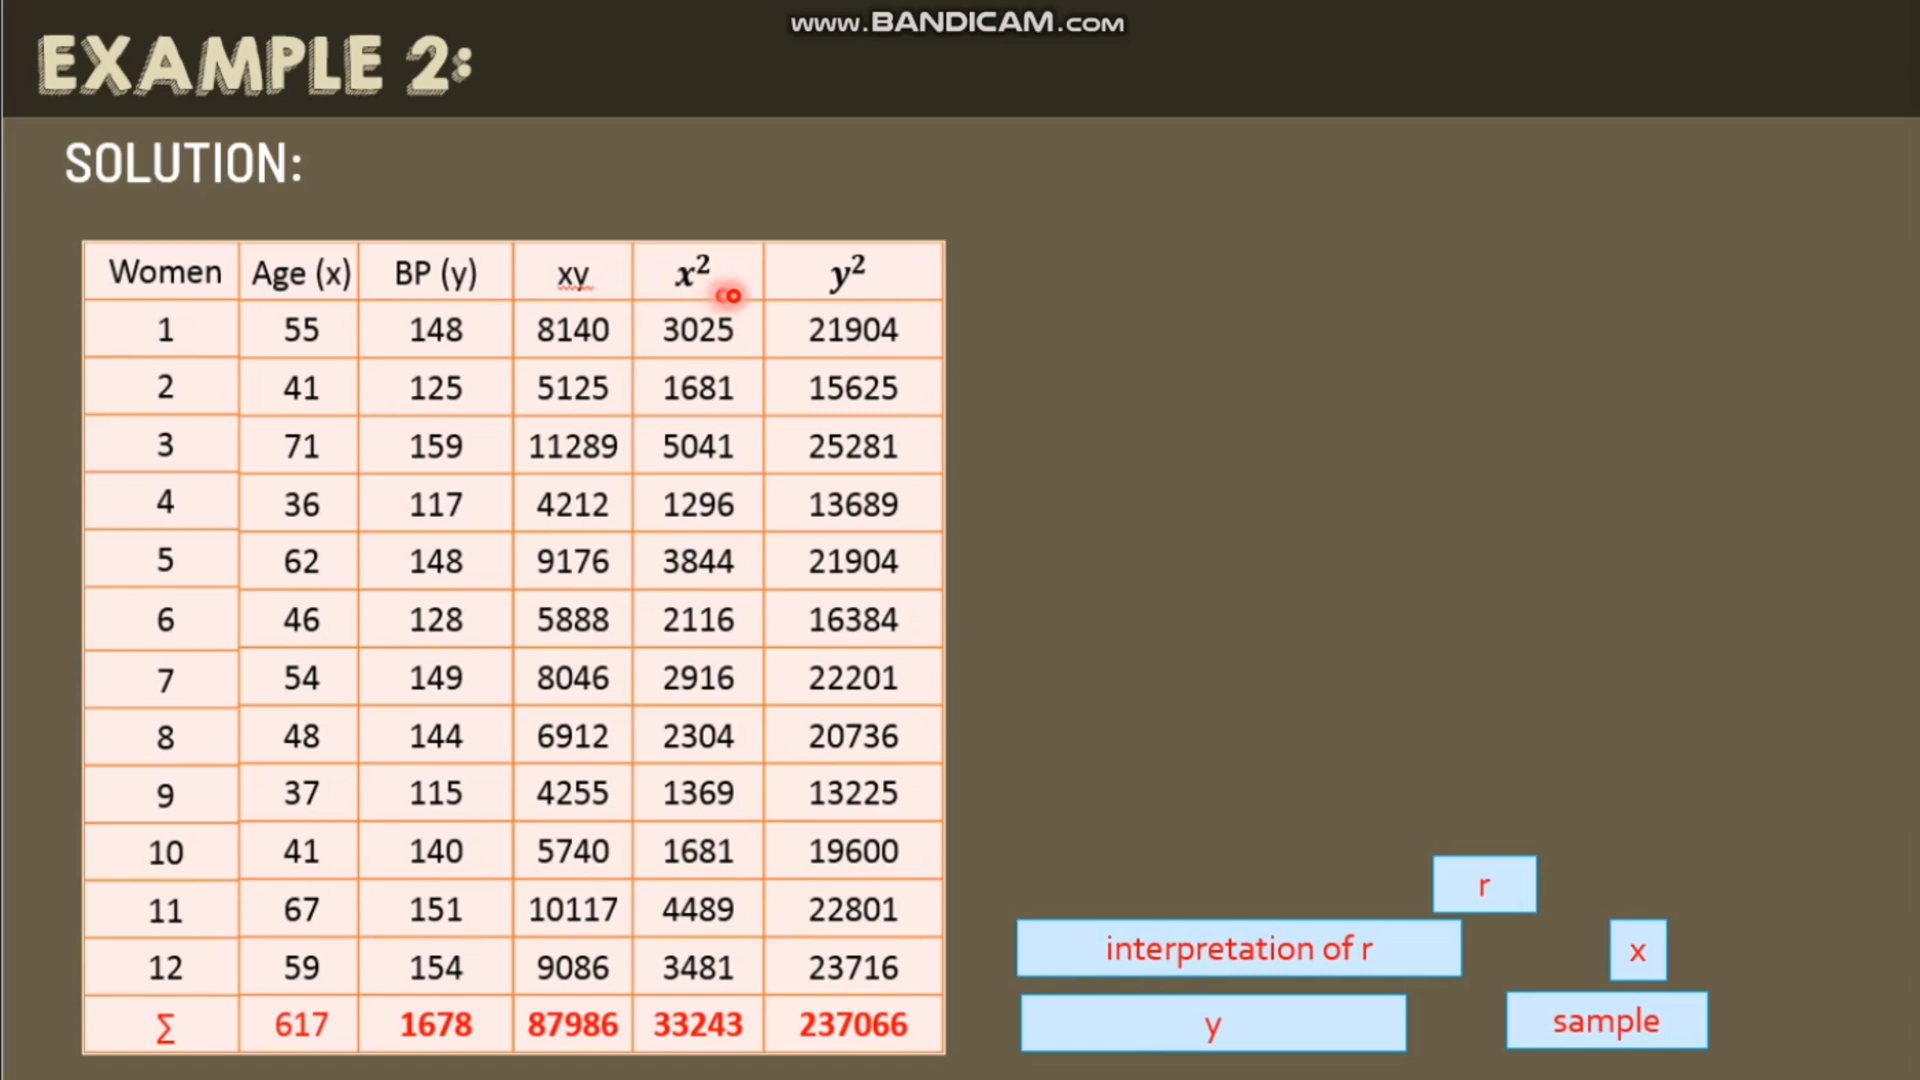 www.BANDICAM.com
EXAMPLE 2:
SOLUTION:
Women Age (x) BP (y) xy x² y²
1 55 148 8140 3025 21904
2 41 125 5125 1681 15625
3 71 159 11289 5041 25281
4 36 117 4212 1296 13689
5 62 148 9176 3844 21904
6 46 128 5888 2116 16384
7 54 149 8046 2916 22201
8 48 144 6912 2304 20736
9 37 115 4255 1369 13225
10 41 140 5740 1681 19600
11 67 151 10117 4489 22801
12 59 154 9086 3481 23716
∑ 617 1678 87986 33243 237066
r
interpretation of r x
y sample